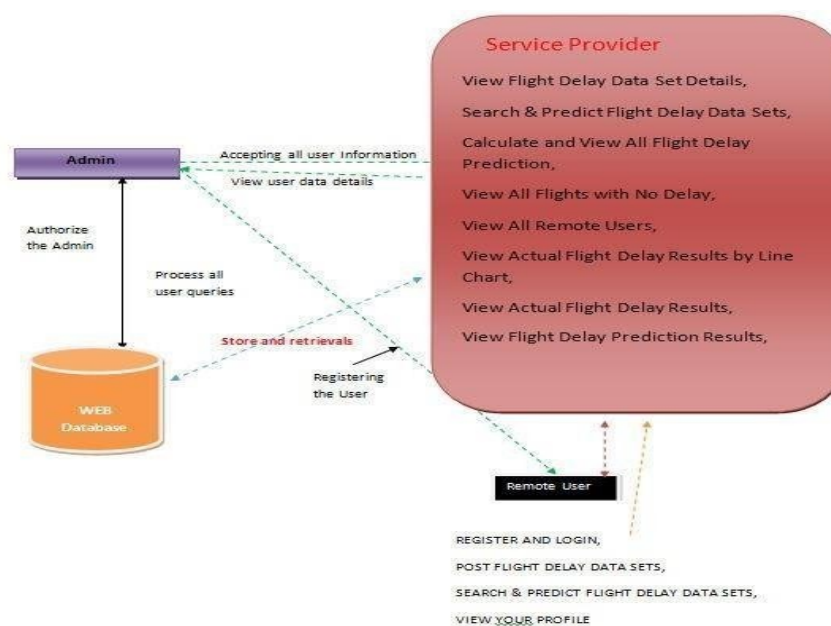 Service Provider
View Flight Delay Data Set Details,
Search & Predict Flight Delay Data Sets,
Calculate and View All Flight Delay
Prediction,
View All Flights with No Delay,
View All Remote Users,
View Actual Flight Delay Results by Line
Chart,
View Actual Flight Delay Results,
View Flight Delay Prediction Results,
Admin
Accepting all user Information
View user data details
Authorize
the Admin
Process all
user queries
Store and retrievals
Registering
the User
WEB
Database
Remote User
REGISTER AND LOGIN,
POST FLIGHT DELAY DATA SETS,
SEARCH & PREDICT FLIGHT DELAY DATA SETS,
VIEW YOUR PROFILE